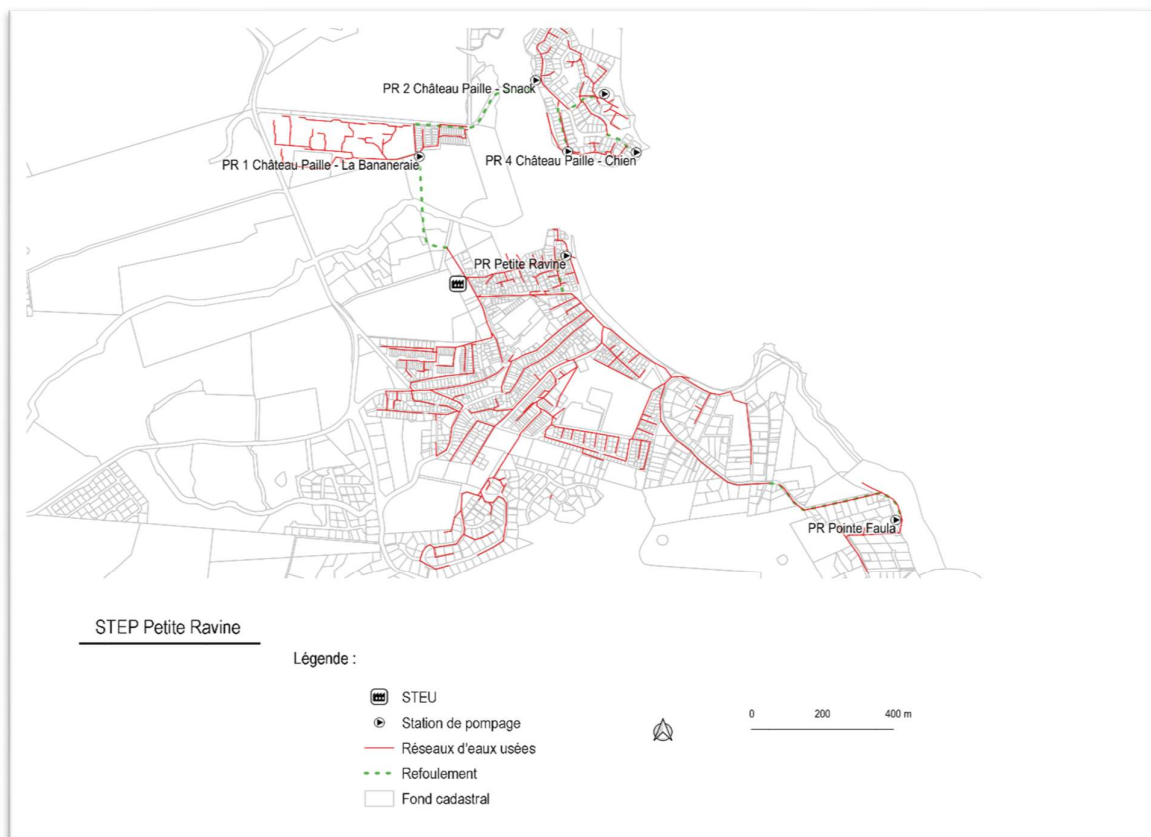 PR 2 Château Paille - Snack
PR 1 Château Paille - La Bananeraie
PR 4 Château Paille - Chien
PR Petite Ravine
PR Pointe Faula
STEP Petite Ravine
Légende :
STEU
Station de pompage
Réseaux d'eaux usées
Refoulement
Fond cadastral
0 200 400 m